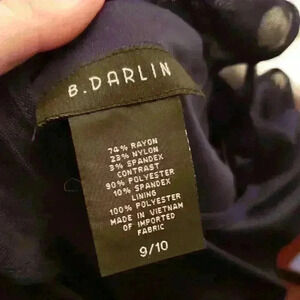 B. DARLIN
74% RAYON
23% NYLON
3% SPANDEX
CONTRAST
90% POLYESTER
10% SPANDEX
LINING
100% POLYESTER
MADE IN VIETNAM
OF IMPORTED
FABRIC
9/10